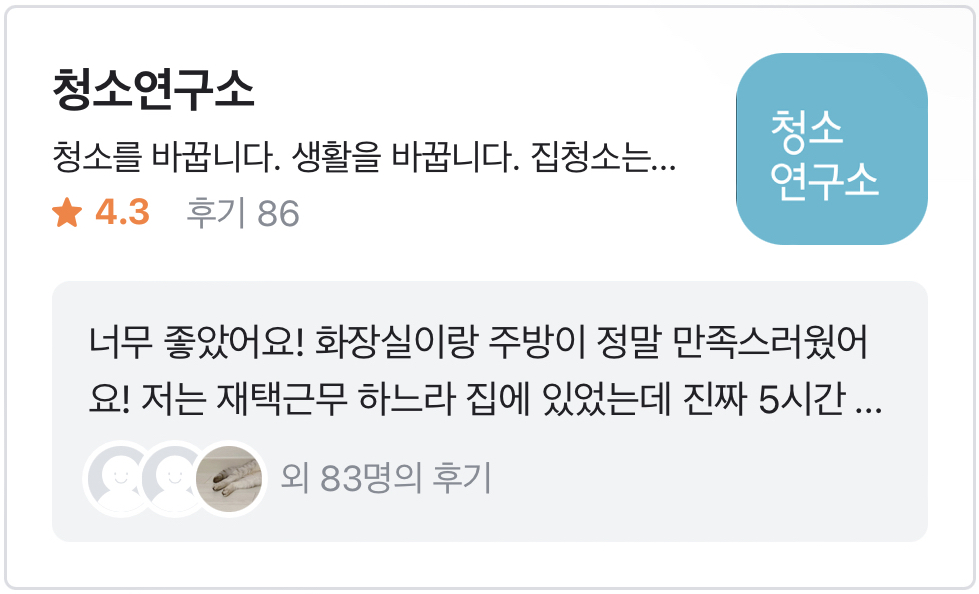 청소연구소
청소를 바꿉니다. 생활을 바꿉니다. 집청소는...
4.3 후기 86
청소
연구소
너무 좋았어요! 화장실이랑 주방이 정말 만족스러웠어
요! 저는 재택근무 하느라 집에 있었는데 진짜 5시간 ...
외 83명의 후기